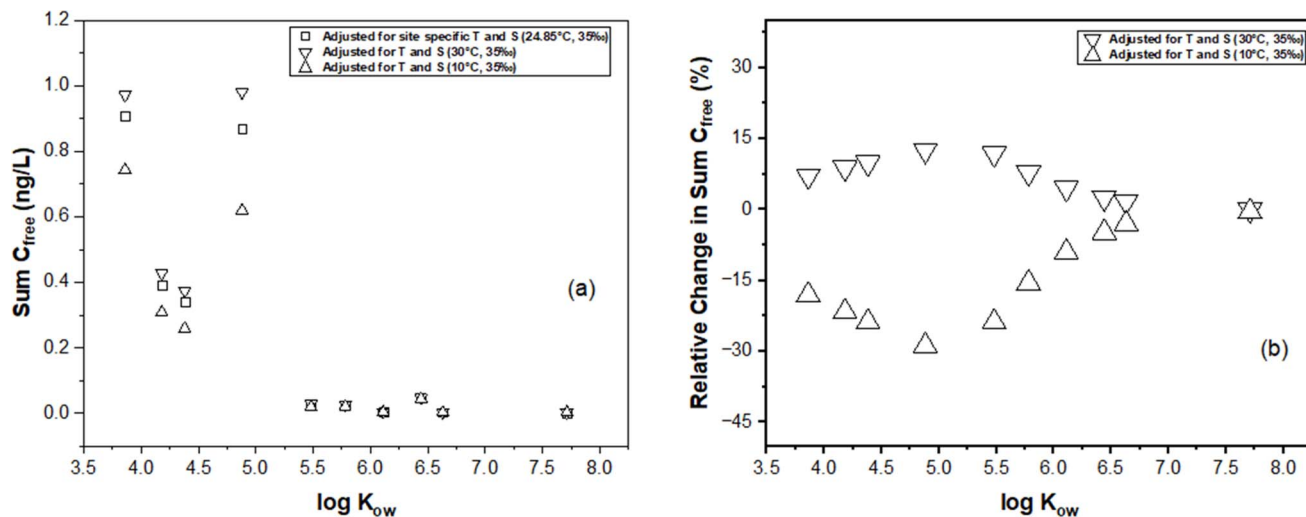 1.2
1.0
0.8
0.6
0.4
0.2
0.0
Sum C_free (ng/L)
Adjusted for site specific T and S (24.85°C, 35‰)
Adjusted for T and S (30°C, 35‰)
Adjusted for T and S (10°C, 35‰)
(a)
3.5 4.0 4.5 5.0 5.5 6.0 6.5 7.0 7.5 8.0
log K_ow
30
15
0
−15
−30
−45
Relative Change in Sum C_free (%)
Adjusted for T and S (30°C, 35‰)
Adjusted for T and S (10°C, 35‰)
(b)
3.5 4.0 4.5 5.0 5.5 6.0 6.5 7.0 7.5 8.0
log K_ow